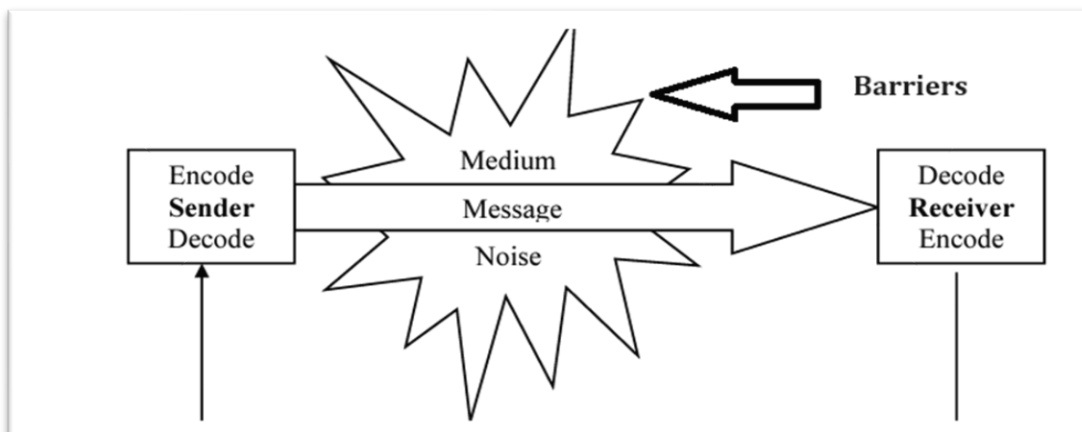 Barriers
Medium
Encode
Sender
Decode
Message
Noise
Decode
Receiver
Encode